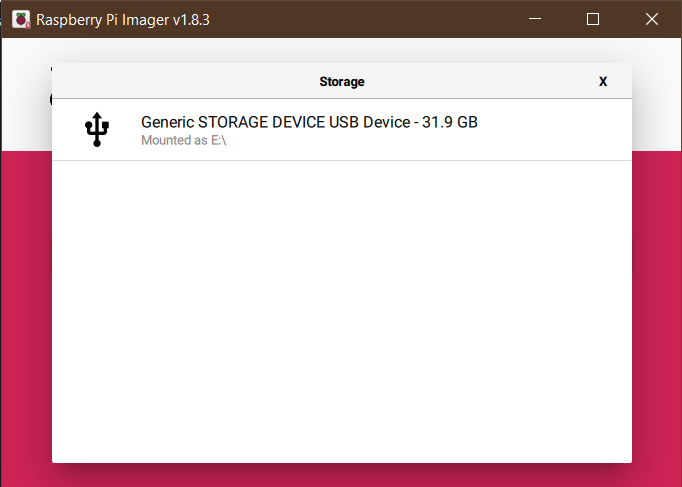 Raspberry Pi Imager v1.8.3
Storage X
Generic STORAGE DEVICE USB Device - 31.9 GB
Mounted as E:\